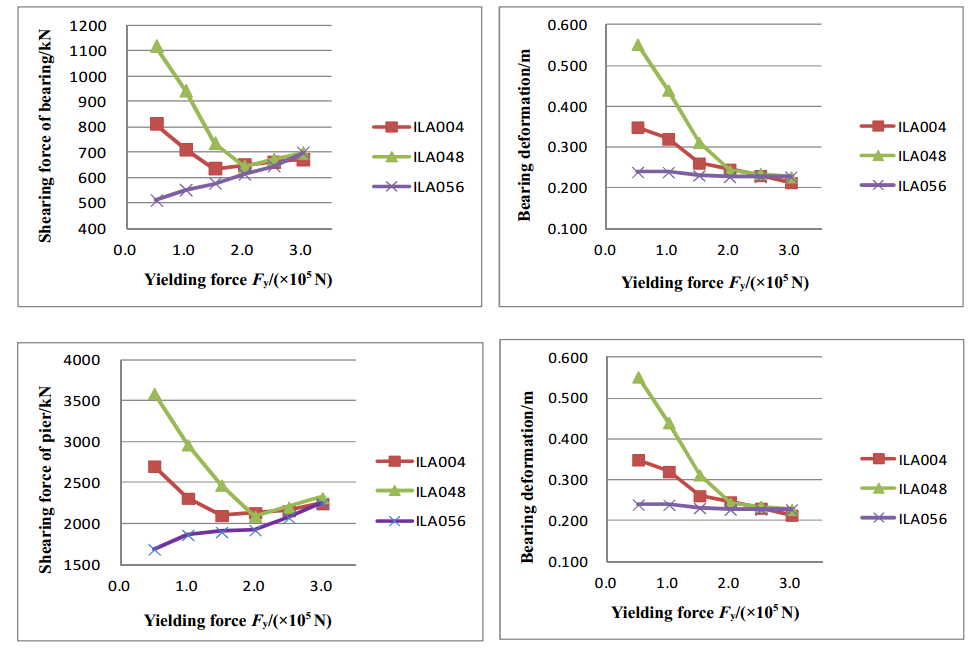 Shearing force of bearing/kN
1200
1100
1000
900
800
700
600
500
400
0.0 1.0 2.0 3.0
Yielding force Fy/(×10⁵ N)
ILA004
ILA048
ILA056
Bearing deformation/m
0.600
0.500
0.400
0.300
0.200
0.100
0.0 1.0 2.0 3.0
Yielding force Fy/(×10⁵ N)
ILA004
ILA048
ILA056
Shearing force of pier/kN
4000
3500
3000
2500
2000
1500
0.0 1.0 2.0 3.0
Yielding force Fy/(×10⁵ N)
ILA004
ILA048
ILA056
Bearing deformation/m
0.600
0.500
0.400
0.300
0.200
0.100
0.0 1.0 2.0 3.0
Yielding force Fy/(×10⁵ N)
ILA004
ILA048
ILA056